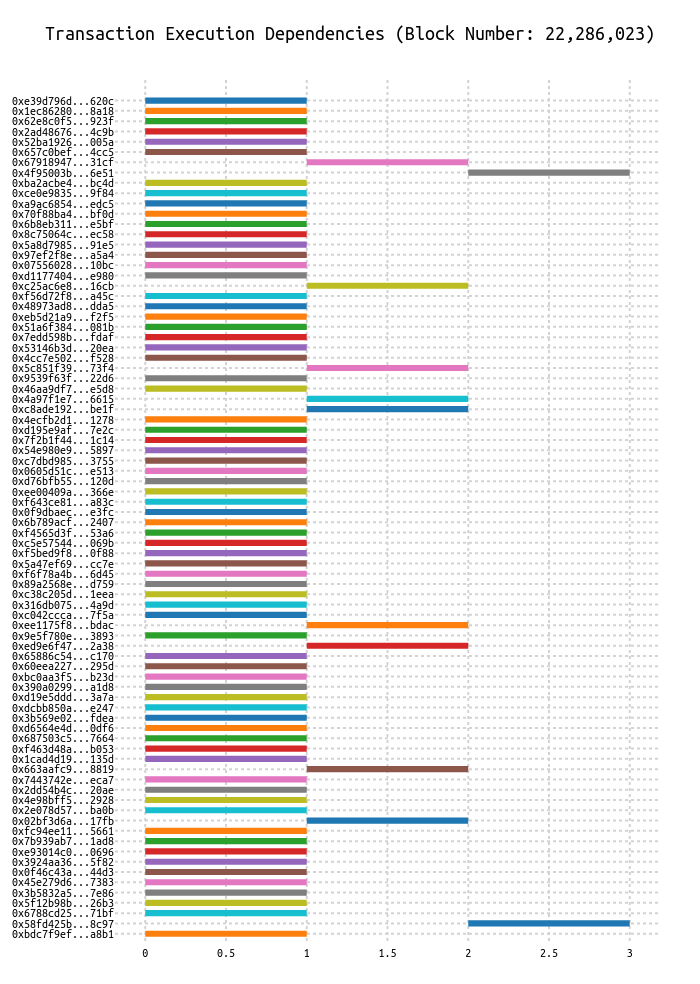 Transaction Execution Dependencies (Block Number: 22,286,023)
0xe39d796d...620c
0x1ec86280...8a18
0x62e8c0f5...923f
0x2ad48676...4c9b
0x52ba1926...005a
0x657c0bef...4cc5
0x67918947...31cf
0x4f95003b...6e51
0xba2acbe4...bc4d
0xce0e9835...9f84
0xa9ac6854...edc5
0x70f88ba4...bf0d
0x6b8eb311...e5bf
0x8c75064c...ec58
0x5a8d7985...91e5
0x97ef2f8e...a5a4
0x07556028...10bc
0xd1177404...e980
0xc25ac6e8...16cb
0xf56d72f8...a45c
0x48973ad8...dda5
0xeb5d21a9...f2f5
0x51a6f384...081b
0x7edd598b...fdaf
0x53146b3d...20ea
0x4cc7e502...f528
0x5c851f39...73f4
0x9539f63f...22d6
0x46aa9df7...e5d8
0x4a97f1e7...6615
0xc8ade192...be1f
0x4ecfb2d1...1278
0xd195e9af...7e2c
0x7f2b1f44...1c14
0x54e980e9...5897
0xc7dbd985...3755
0x0605d51c...e513
0xd76bfb55...120d
0xee00409a...366e
0xf643ce81...a83c
0x0f9dbaec...e3fc
0x6b789acf...2407
0xf4565d3f...53a6
0xc5e57544...069b
0xf5bed9f8...0f88
0x5a47ef69...cc7e
0xf6f78a4b...6d45
0x89a2568e...d759
0xc38c205d...1eea
0x316db075...4a9d
0xc042ccca...7f5a
0xee1175f8...bdac
0x9e5f780e...3893
0xed9e6f47...2a38
0x65886c54...c170
0x60eea227...295d
0xbc0aa3f5...b23d
0x390a0299...a1d8
0xd19e5ddd...3a7a
0xdcbb850a...e247
0x3b569e02...fdea
0xd6564e4d...0df6
0x687503c5...7664
0xf463d48a...b053
0x1cad4d19...135d
0x663aafc9...8819
0x7443742e...eca7
0x2dd54b4c...20ae
0x4e98bff5...2928
0x2e078d57...ba0b
0x02bf3d6a...17fb
0xfc94ee11...5661
0x7b939ab7...1ad8
0xe93014c0...0696
0x3924aa36...5f82
0x0f46c43a...44d3
0x45e279d6...7383
0x3b5832a5...7e86
0x5f12b98b...26b3
0x6788cd25...71bf
0x58fd425b...8c97
0xbdc7f9ef...a8b1
0 0.5 1 1.5 2 2.5 3